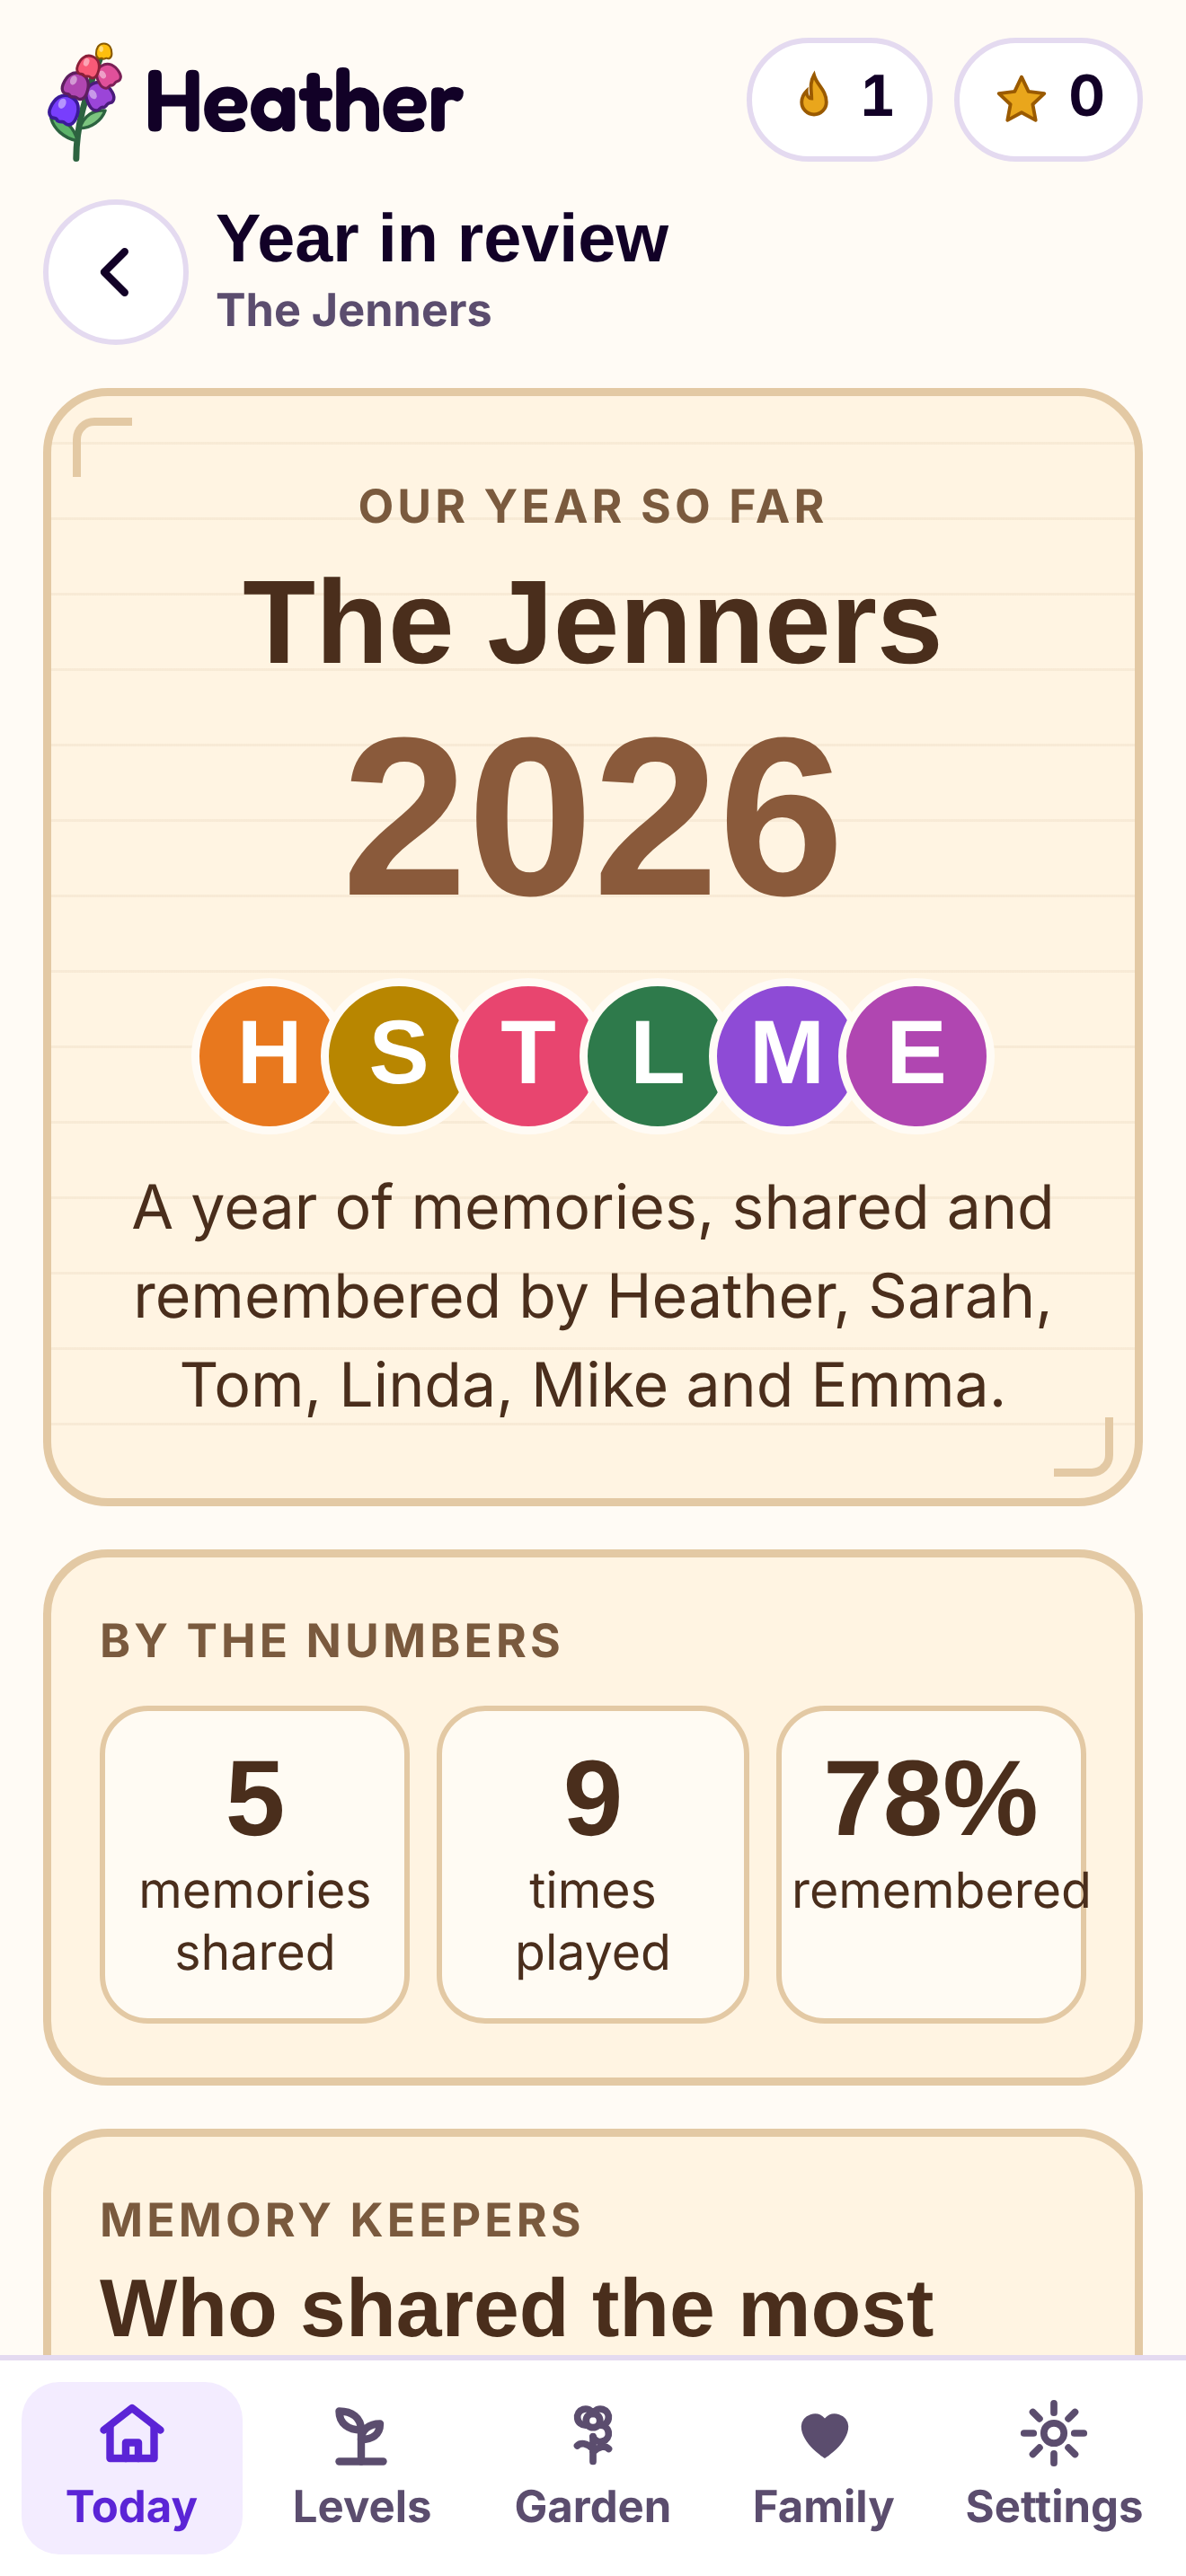 Heather
1
0
Year in review
The Jenners
OUR YEAR SO FAR
The Jenners
2026
H S T L M E
A year of memories, shared and
remembered by Heather, Sarah,
Tom, Linda, Mike and Emma.
BY THE NUMBERS
5
memories
shared
9
times
played
78%
remembered
MEMORY KEEPERS
Who shared the most
Today
Levels
Garden
Family
Settings